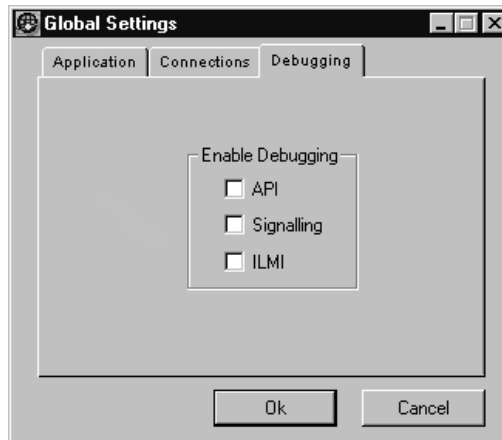 Global Settings
Application Connections Debugging
Enable Debugging
API
Signalling
ILMI
Ok Cancel